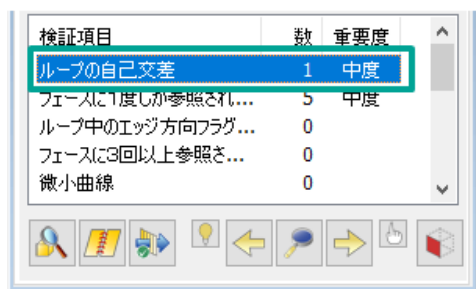 検証項目 数 重要度
ループの自己交差 1 中度
フェースに1度しか参照され... 5 中度
ループ中のエッジ方向フラグ... 0
フェースに3回以上参照さ... 0
微小曲線 0